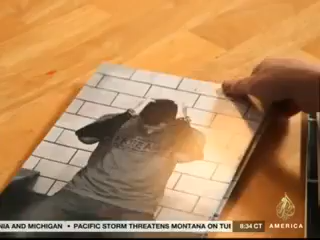 NIA AND MICHIGAN • PACIFIC STORM THREATENS MONTANA ON TU
8:34 CT
AMERICA